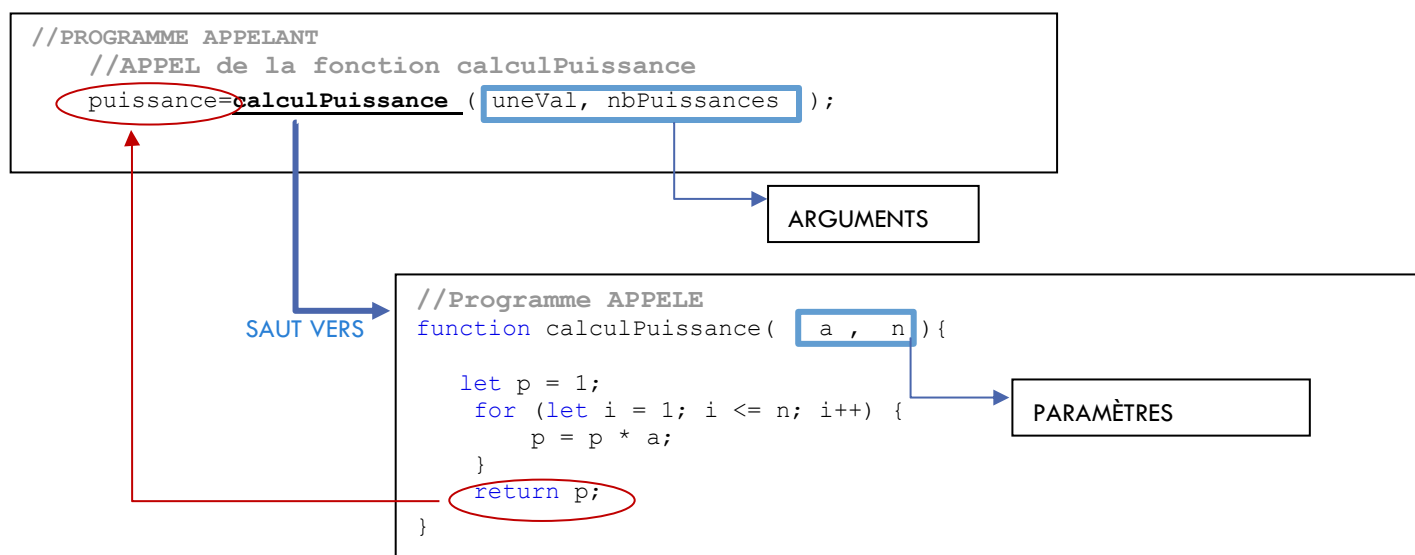 //PROGRAMME APPELANT
//APPEL de la fonction calculPuissance
puissance=calculPuissance ( uneVal, nbPuissances );
ARGUMENTS
//Programme APPELE
SAUT VERS
function calculPuissance( a , n ){
let p = 1;
for (let i = 1; i <= n; i++) {
PARAMÈTRES
p = p * a;
}
return p;
}